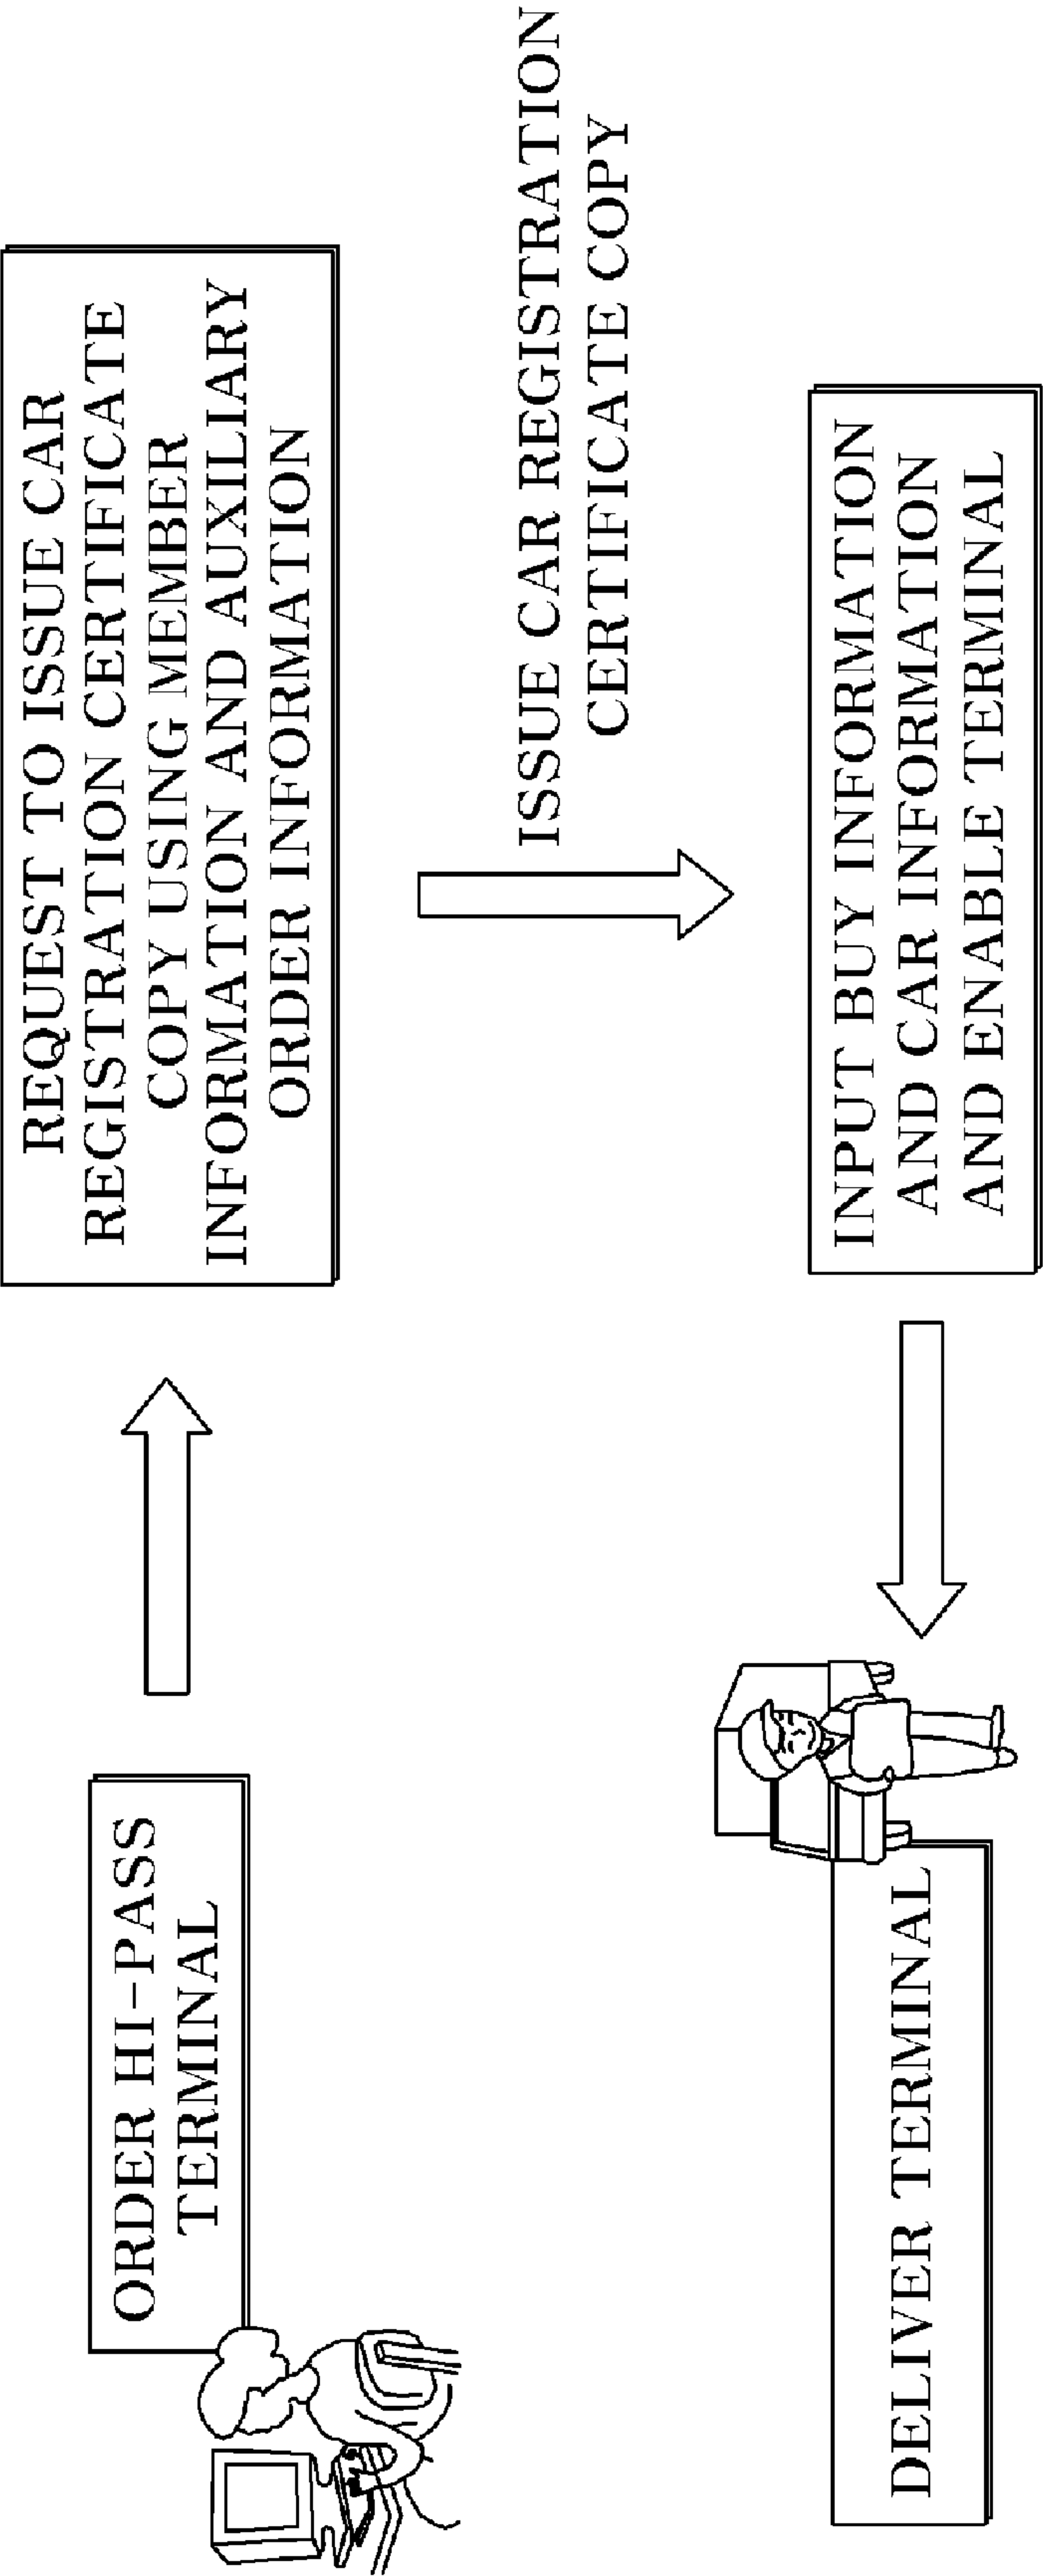 ORDER HI-PASS
TERMINAL
REQUEST TO ISSUE CAR
REGISTRATION CERTIFICATE
COPY USING MEMBER
INFORMATION AND AUXILIARY
ORDER INFORMATION
ISSUE CAR REGISTRATION
CERTIFICATE COPY
INPUT BUY INFORMATION
AND CAR INFORMATION
AND ENABLE TERMINAL
DELIVER TERMINAL